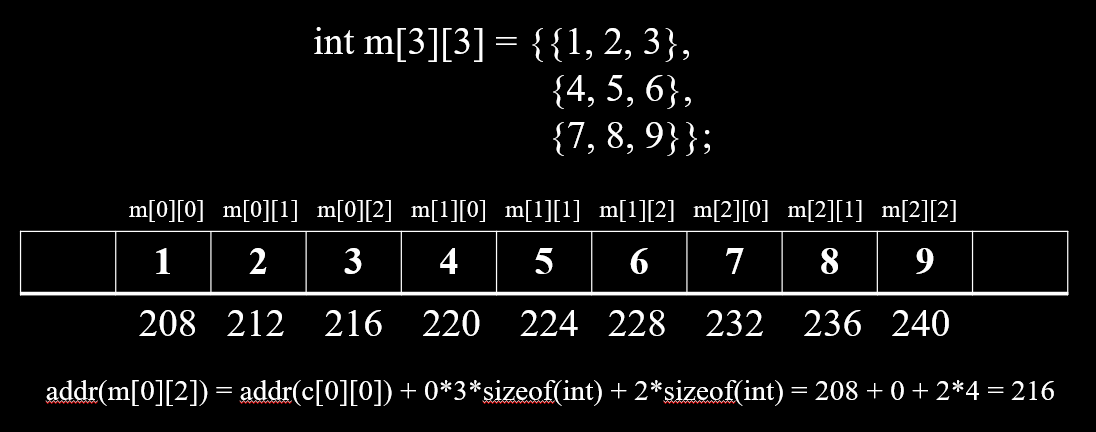 int m[3][3] = {{1, 2, 3},
{4, 5, 6},
{7, 8, 9}};
m[0][0] m[0][1] m[0][2] m[1][0] m[1][1] m[1][2] m[2][0] m[2][1] m[2][2]
1 2 3 4 5 6 7 8 9
208 212 216 220 224 228 232 236 240
addr(m[0][2]) = addr(c[0][0]) + 0*3*sizeof(int) + 2*sizeof(int) = 208 + 0 + 2*4 = 216